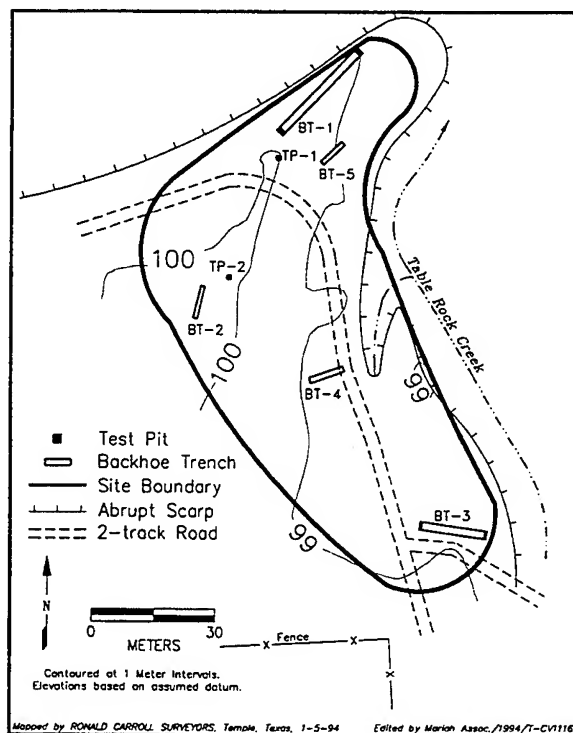 BT-1
TP-1
BT-5
100
TP-2
BT-2
100
Table Rock Creek
BT-4
99
Test Pit
Backhoe Trench
Site Boundary
Abrupt Scarp
2-track Road
BT-3
99
N
0 30
METERS
Fence
Contoured at 1 Meter Intervals.
Elevations based on assumed datum.
Mapped by RONALD CARROLL SURVEYORS, Temple, Texas, 1-5-94 Edited by Mariah Assoc./1994/T-CV1116